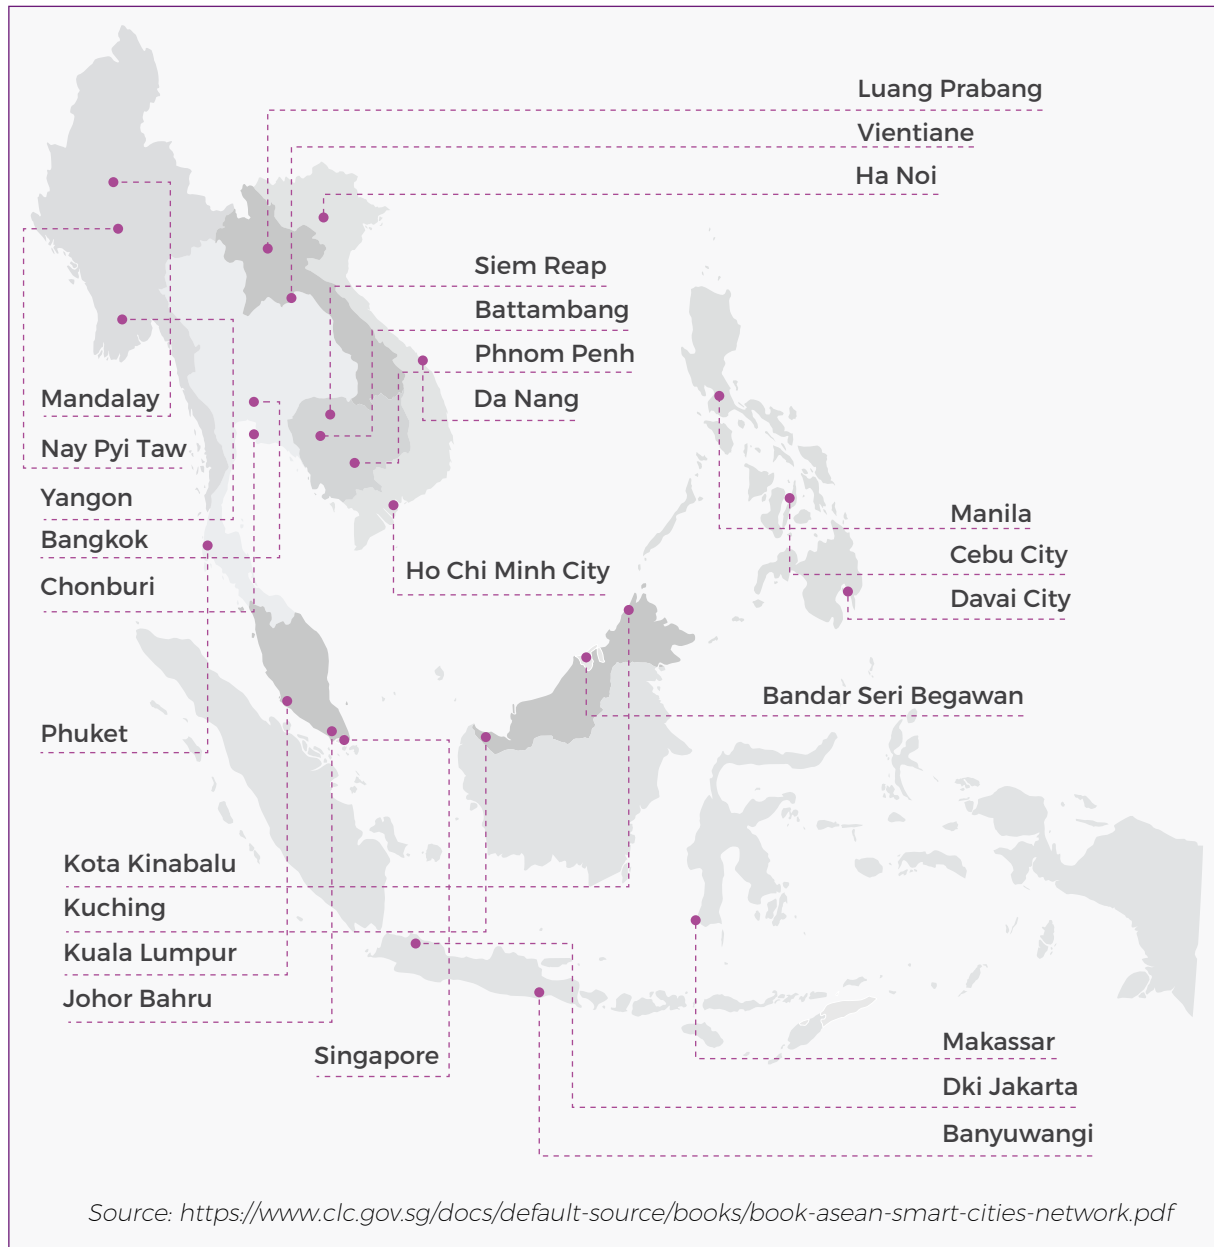 Luang Prabang
Vientiane
Ha Noi
Siem Reap
Battambang
Phnom Penh
Da Nang
Mandalay
Nay Pyi Taw
Yangon
Bangkok
Chonburi
Ho Chi Minh City
Manila
Cebu City
Davai City
Phuket
Bandar Seri Begawan
Kota Kinabalu
Kuching
Kuala Lumpur
Johor Bahru
Singapore
Makassar
Dki Jakarta
Banyuwangi
Source: https://www.clc.gov.sg/docs/default-source/books/book-asean-smart-cities-network.pdf